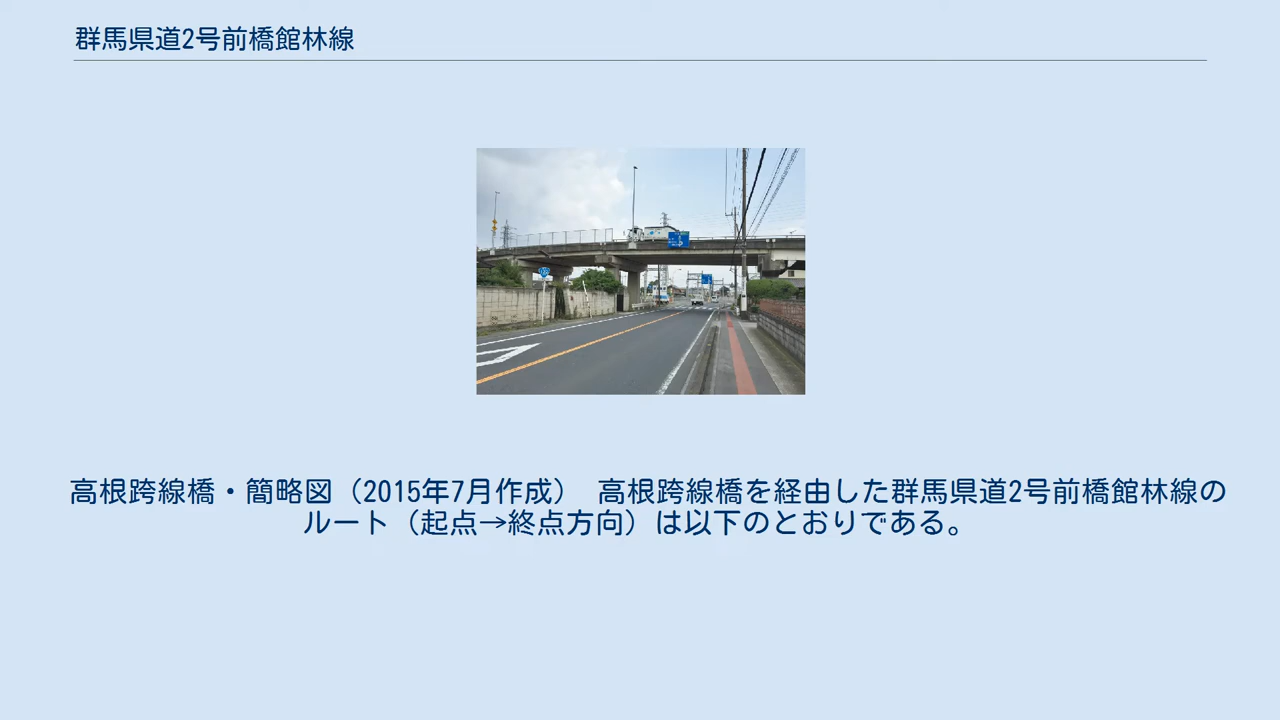 群馬県道2号前橋館林線
高根跨線橋・簡略図（2015年7月作成） 高根跨線橋を経由した群馬県道2号前橋館林線の
ルート（起点→終点方向）は以下のとおりである。